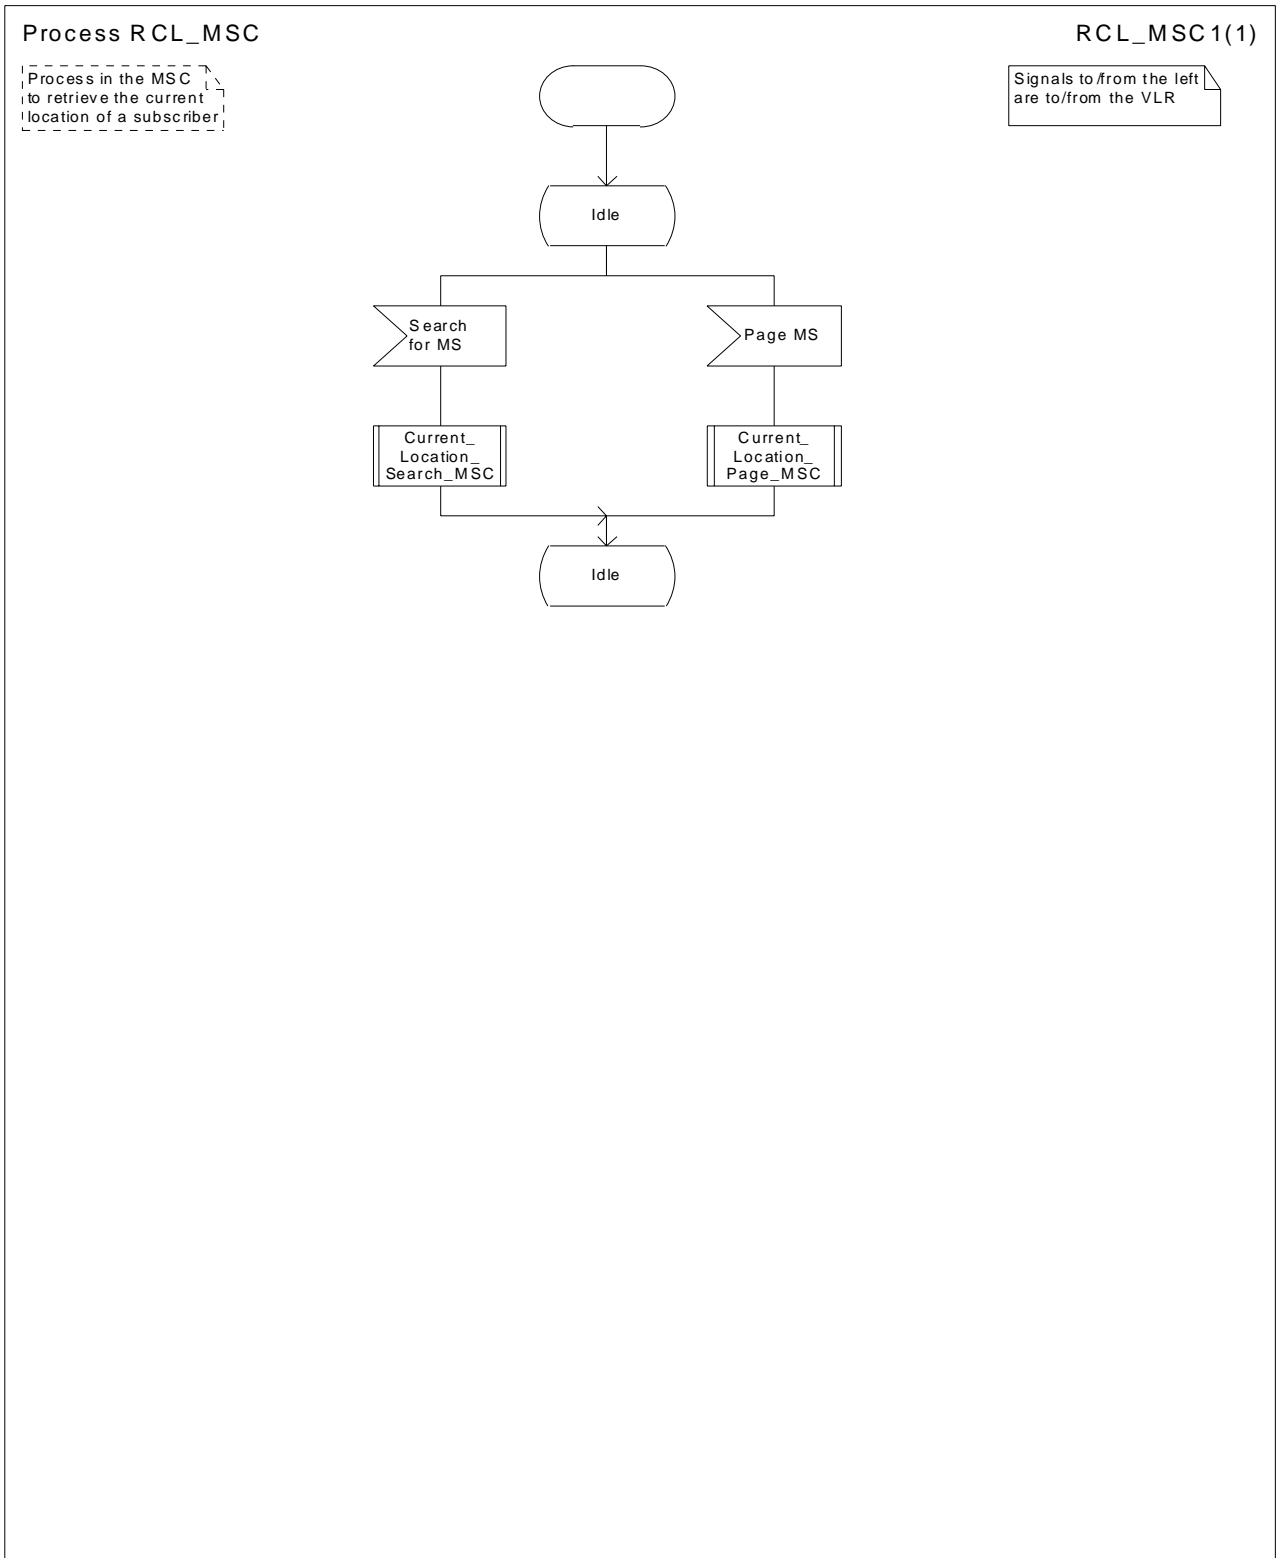 Process RCL_MSC
RCL_MSC1(1)
Process in the MSC
to retrieve the current
location of a subscriber
Signals to/from the left
are to/from the VLR
Idle
Search
for MS
Page MS
Current_
Location_
Search_MSC
Current_
Location_
Page_MSC
Idle